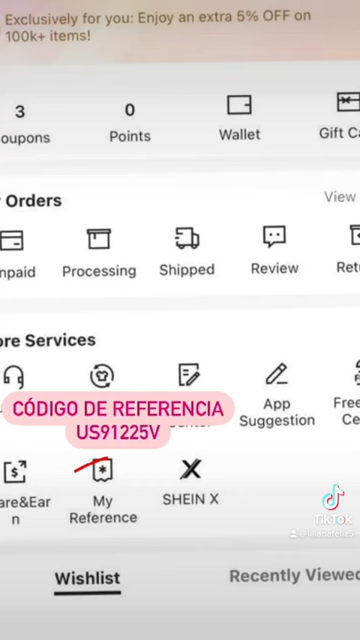 Exclusively for you: Enjoy an extra 5% OFF on
100k+ items!
3
0
oupons
Points
Wallet
Gift Ca
Orders
View
npaid
Processing
Shipped
Review
Retu
ore Services
CÓDIGO DE REFERENCIA
US91225V
App
Suggestion
Free
Ce
are&Ear
n
My
Reference
SHEIN X
TikTok
Wishlist
Recently Viewed